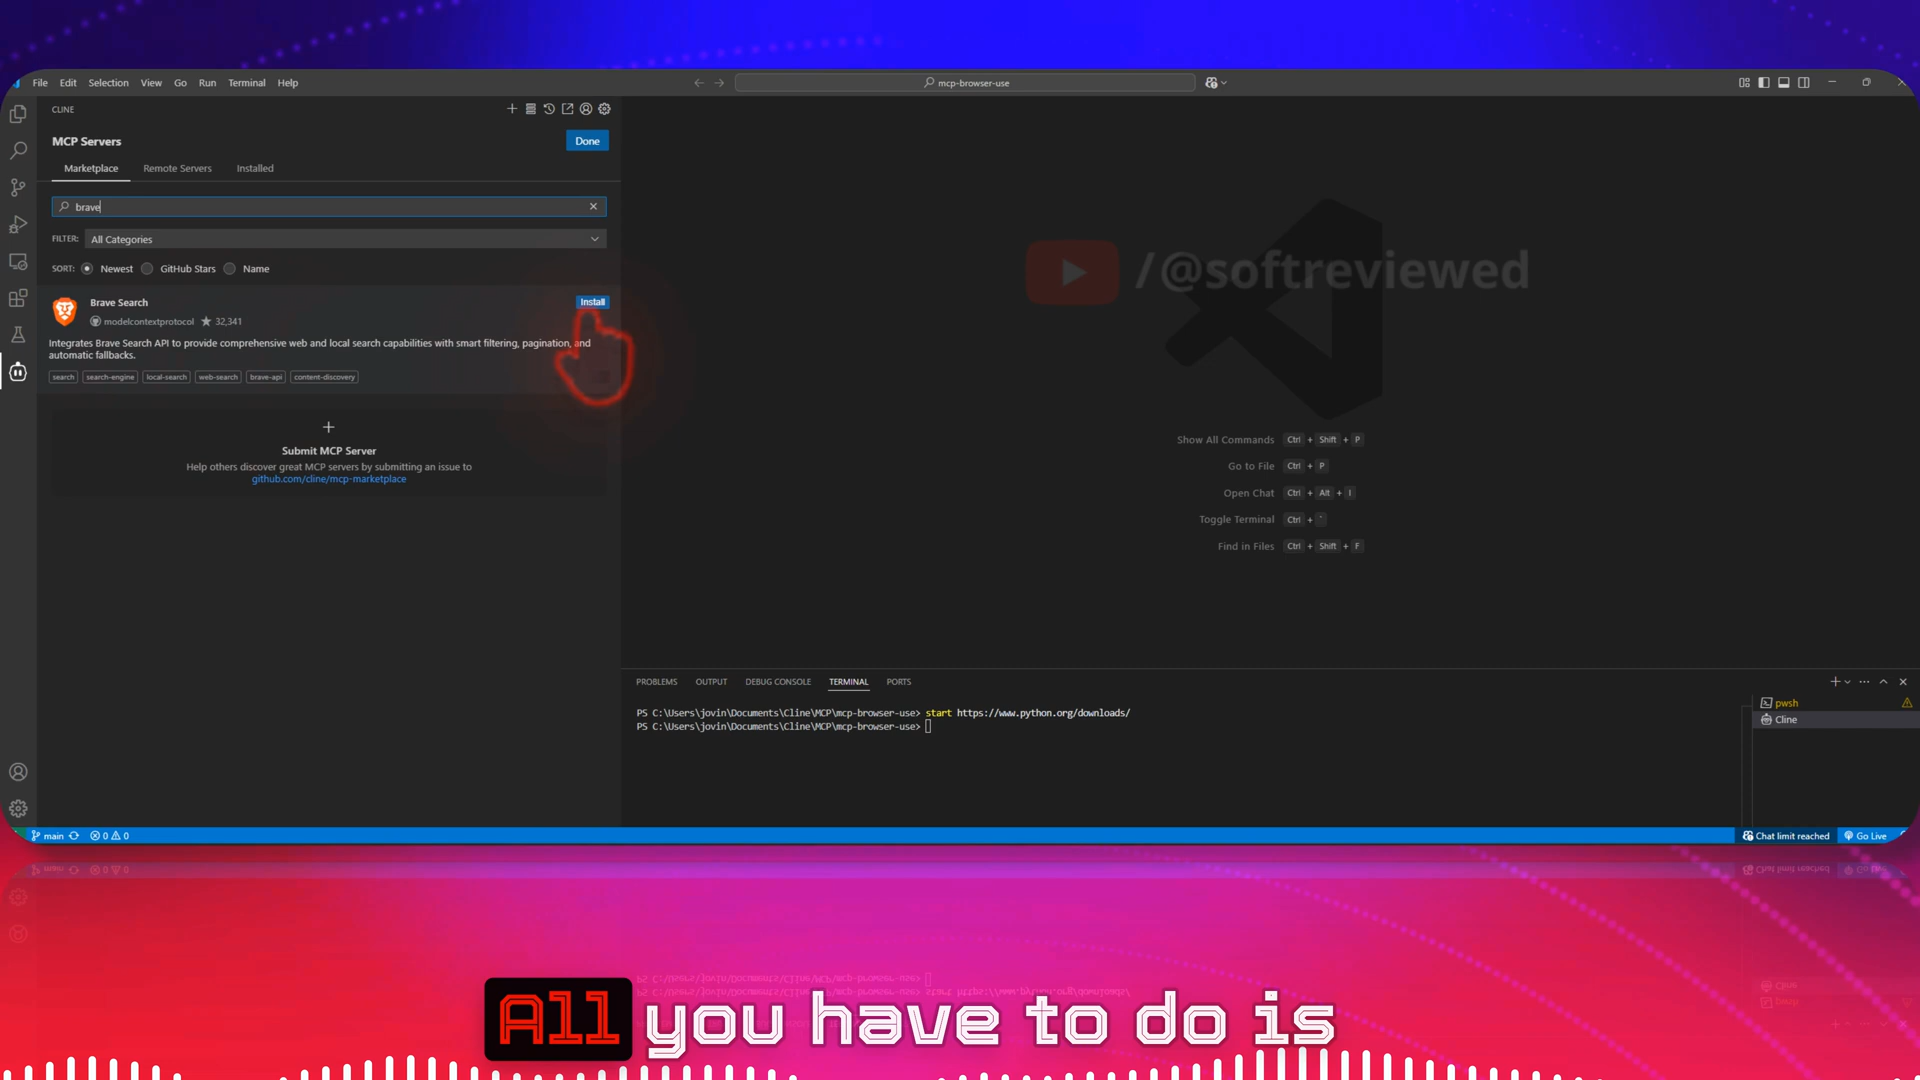 File Edit Selection View Go Run Terminal Help
mcp-browser-use
CLINE
MCP Servers
Done
Marketplace Remote Servers Installed
brave
FILTER: All Categories
SORT: Newest GitHub Stars Name
Brave Search
Install
modelcontextprotocol 32,341
Integrates Brave Search API to provide comprehensive web and local search capabilities with smart filtering, pagination, and
automatic fallbacks.
search search-engine local-search web-search brave-api content-discovery
+
Submit MCP Server
Help others discover great MCP servers by submitting an issue to
github.com/cline/mcp-marketplace
/@softreviewed
Show All Commands Ctrl + Shift + P
Go to File Ctrl + P
Open Chat Ctrl + Alt + I
Toggle Terminal Ctrl + `
Find in Files Ctrl + Shift + F
PROBLEMS OUTPUT DEBUG CONSOLE TERMINAL PORTS
PS C:\Users\jovin\Documents\Cline\MCP\mcp-browser-use> start https://www.python.org/downloads/
PS C:\Users\jovin\Documents\Cline\MCP\mcp-browser-use>
pwsh
Cline
main 0 0
Chat limit reached Go Live
All you have to do is